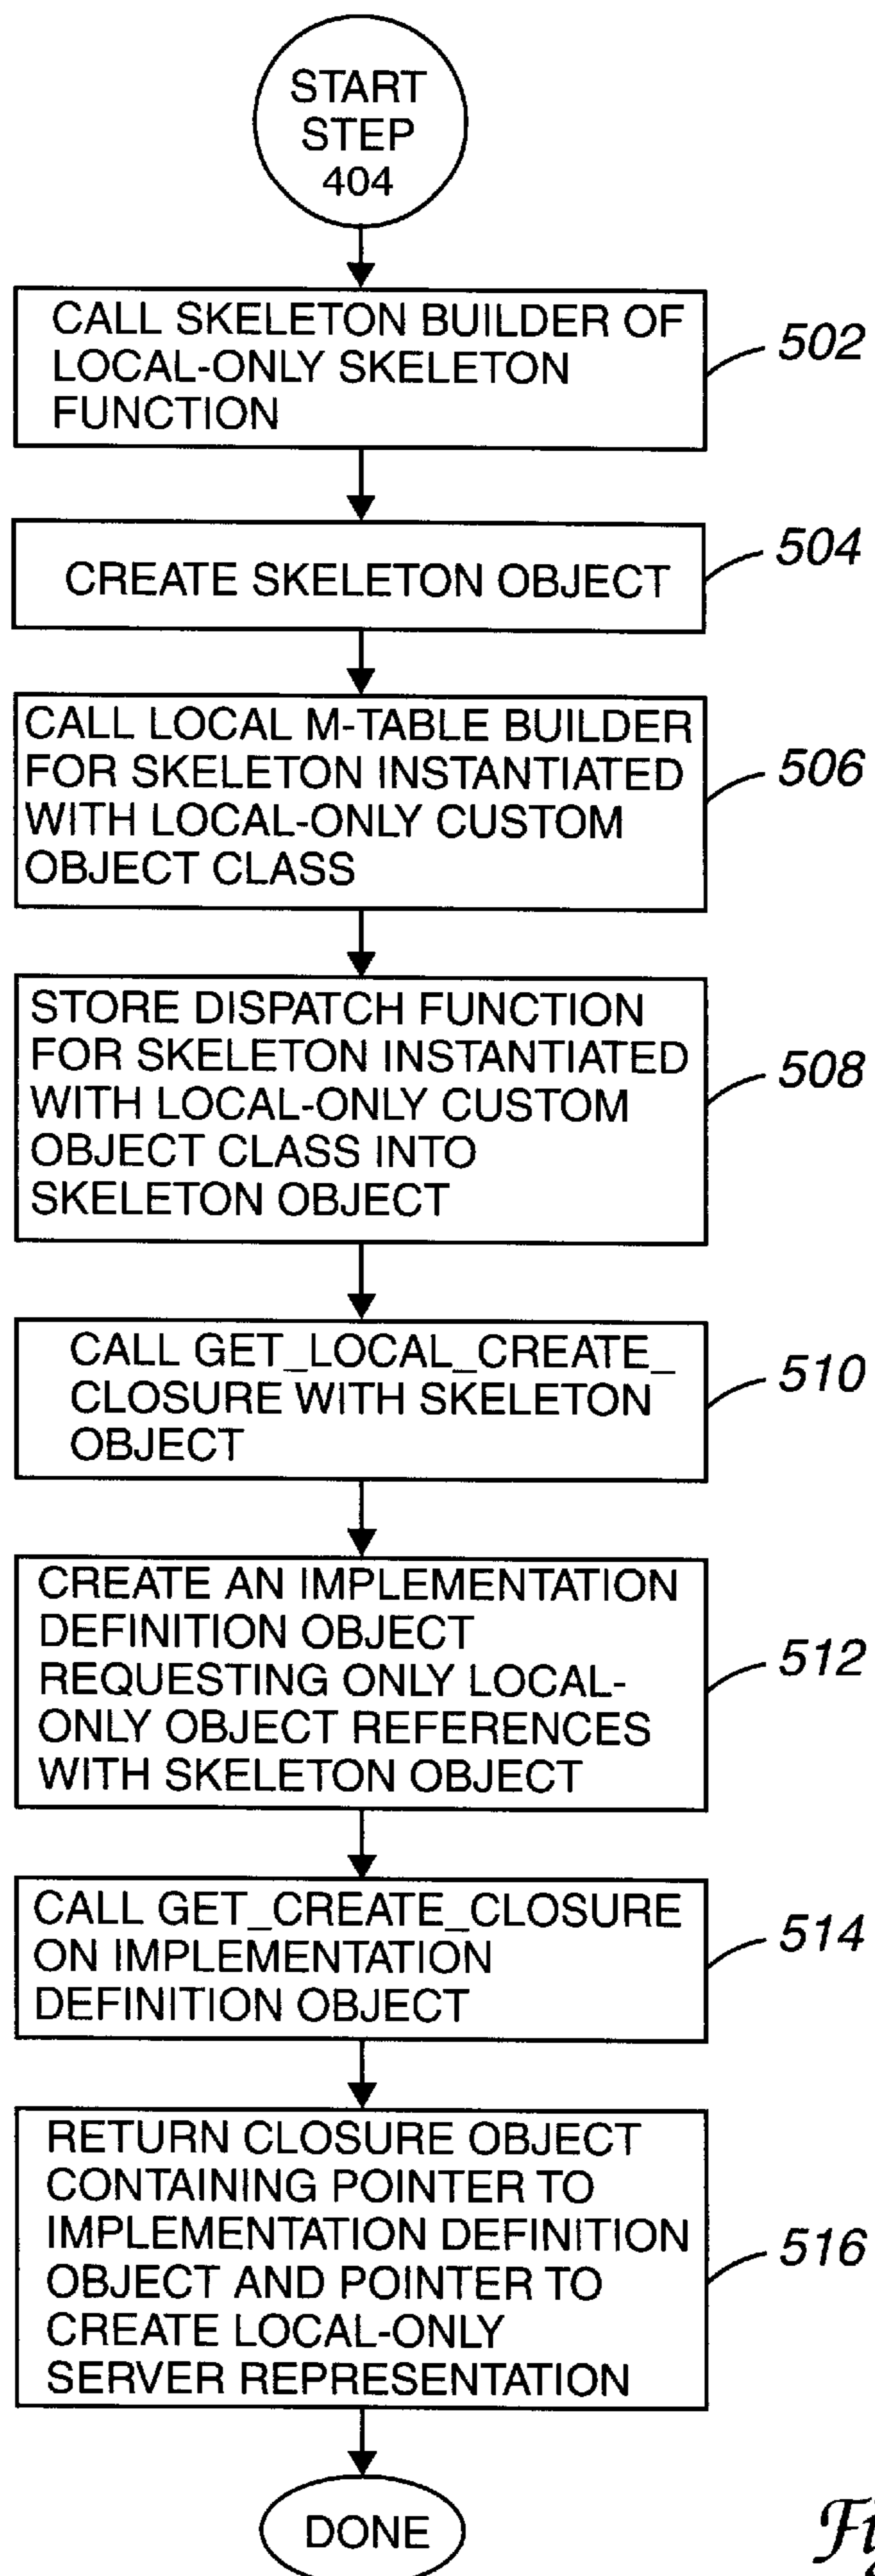 START
STEP
404
CALL SKELETON BUILDER OF
LOCAL-ONLY SKELETON
FUNCTION
502
CREATE SKELETON OBJECT
504
CALL LOCAL M-TABLE BUILDER
FOR SKELETON INSTANTIATED
WITH LOCAL-ONLY CUSTOM
OBJECT CLASS
506
STORE DISPATCH FUNCTION
FOR SKELETON INSTANTIATED
WITH LOCAL-ONLY CUSTOM
OBJECT CLASS INTO
SKELETON OBJECT
508
CALL GET_LOCAL_CREATE_
CLOSURE WITH SKELETON
OBJECT
510
CREATE AN IMPLEMENTATION
DEFINITION OBJECT
REQUESTING ONLY LOCAL-
ONLY OBJECT REFERENCES
WITH SKELETON OBJECT
512
CALL GET_CREATE_CLOSURE
ON IMPLEMENTATION
DEFINITION OBJECT
514
RETURN CLOSURE OBJECT
CONTAINING POINTER TO
IMPLEMENTATION DEFINITION
OBJECT AND POINTER TO
CREATE LOCAL-ONLY
SERVER REPRESENTATION
516
DONE